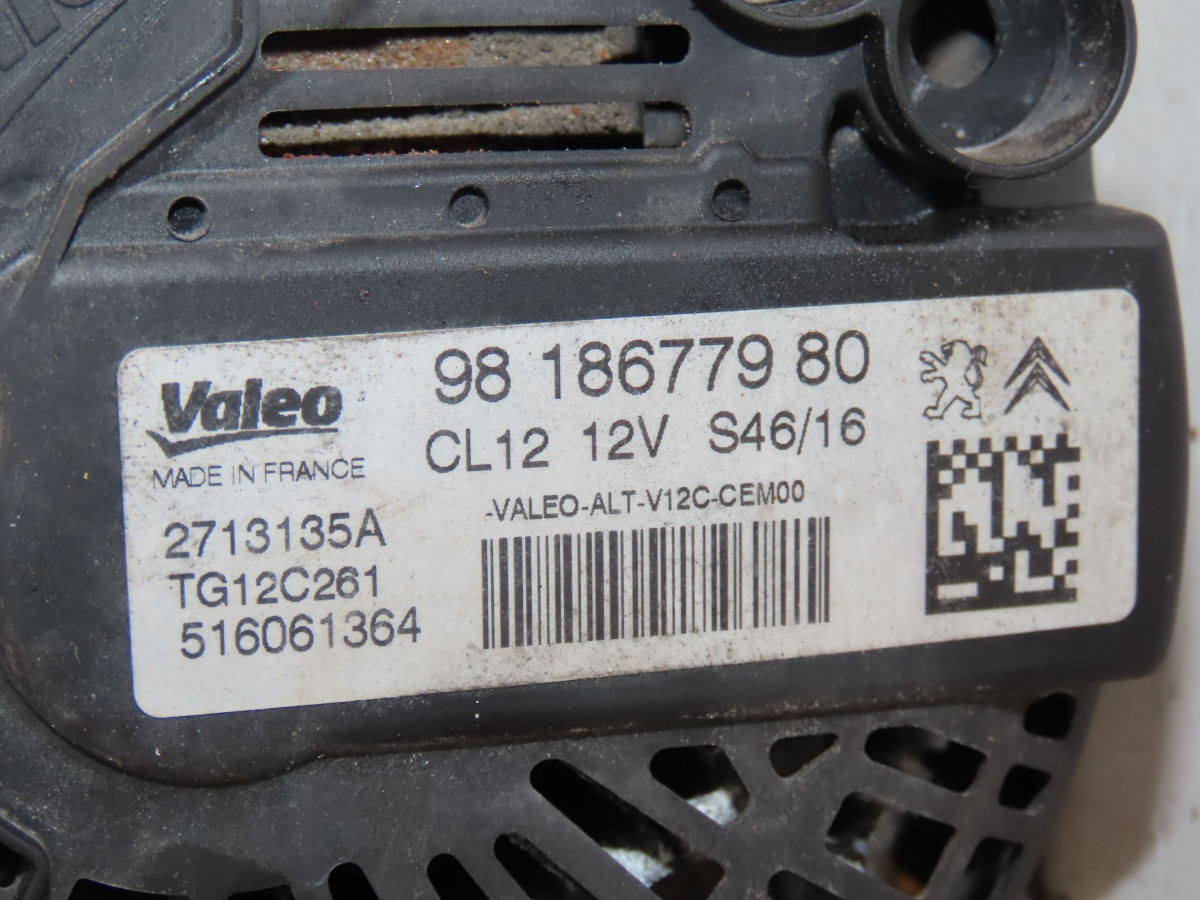 Valeo
MADE IN FRANCE
2713135A
TG12C261
516061364
98 186779 80
CL12 12V S46/16
-VALEO-ALT-V12C-CEM00